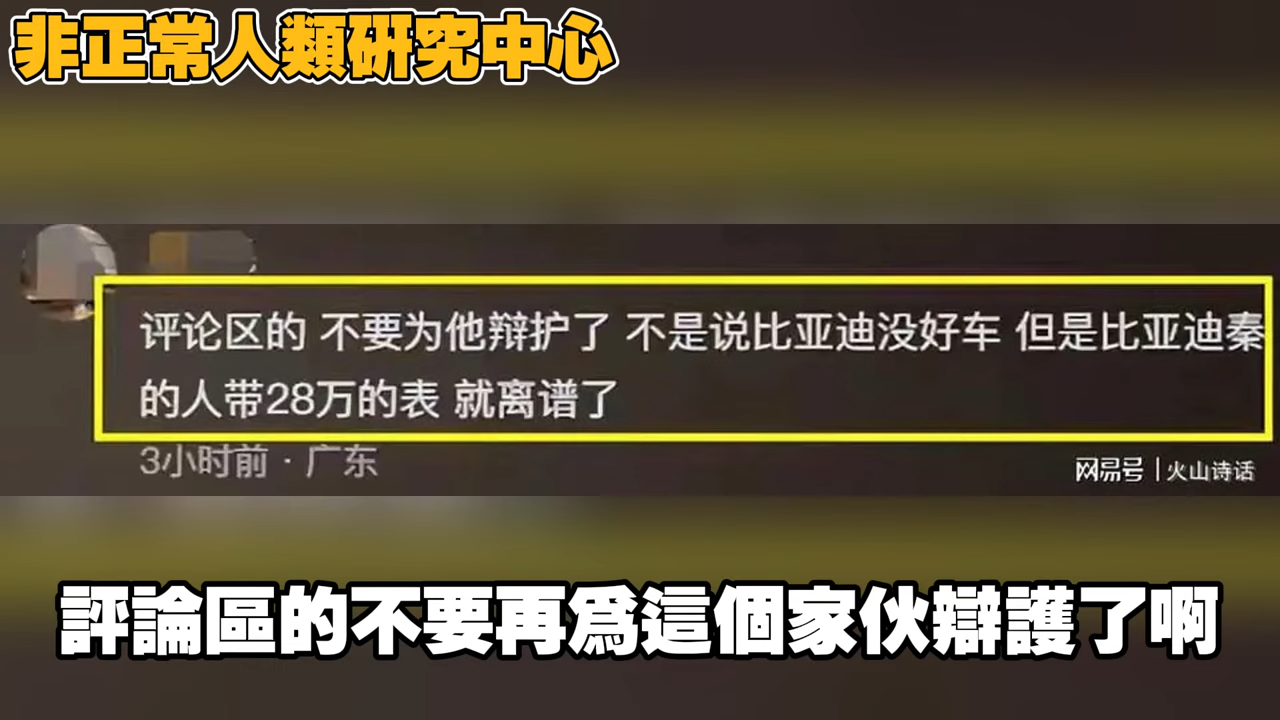 非正常人類研究中心
评论区的 不要为他辩护了 不是说比亚迪没好车 但是比亚迪秦
的人带28万的表 就离谱了
3小时前 · 广东
网易号 | 火山诗话
評論區的不要再爲這個家伙辯護了啊